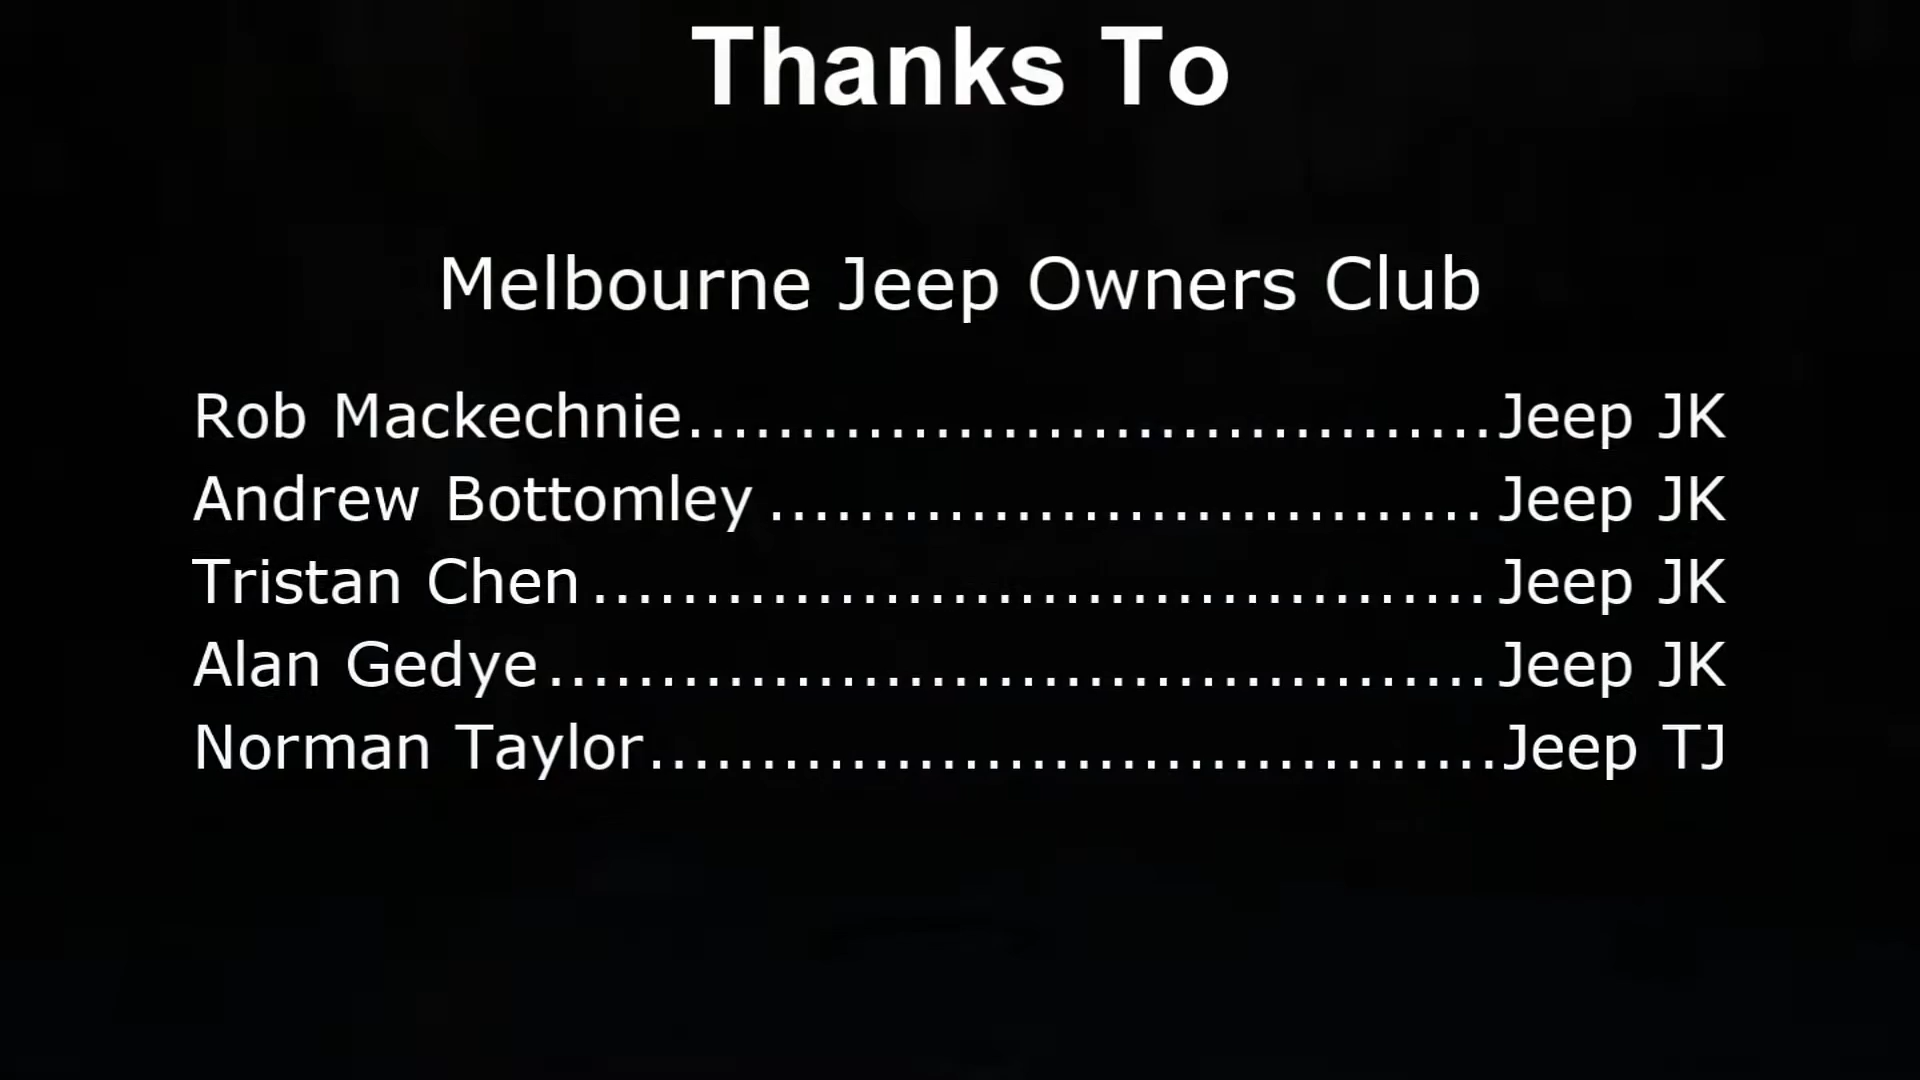 Thanks To
Melbourne Jeep Owners Club
Rob Mackechnie....................................Jeep JK
Andrew Bottomley ................................ Jeep JK
Tristan Chen........................................Jeep JK
Alan Gedye..........................................Jeep JK
Norman Taylor......................................Jeep TJ